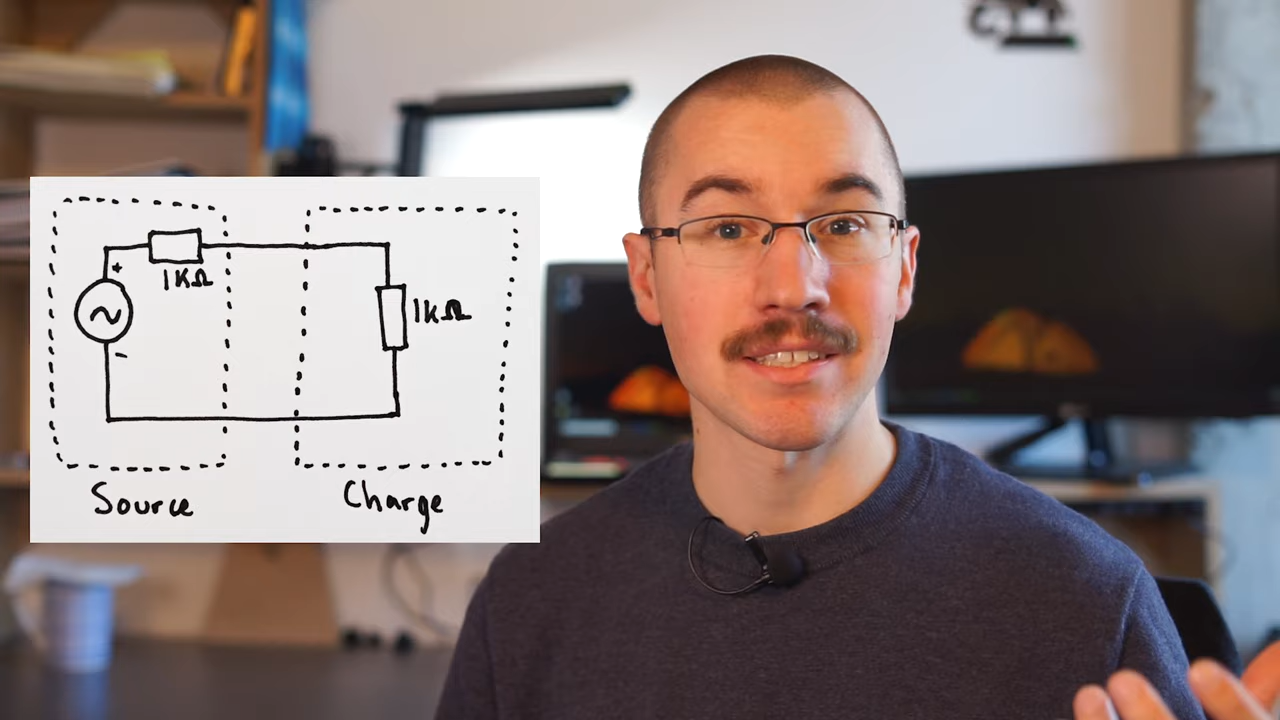 +
1KΩ
1KΩ
-
Source
Charge